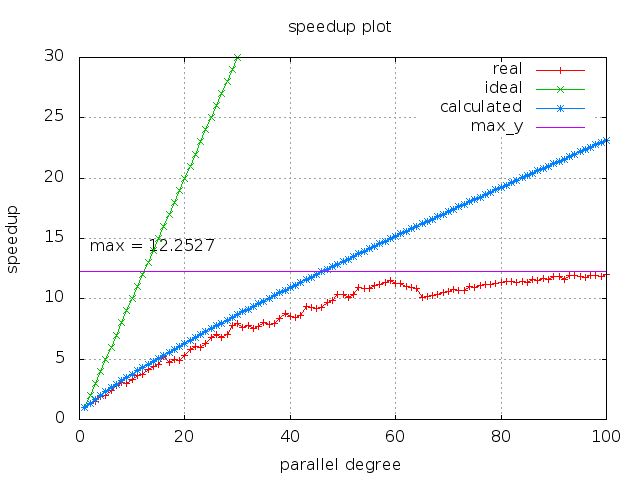 speedup plot
30
25
20
15
10
5
0
speedup
real
ideal
calculated
max_y
max = 12.2527
0 20 40 60 80 100
parallel degree